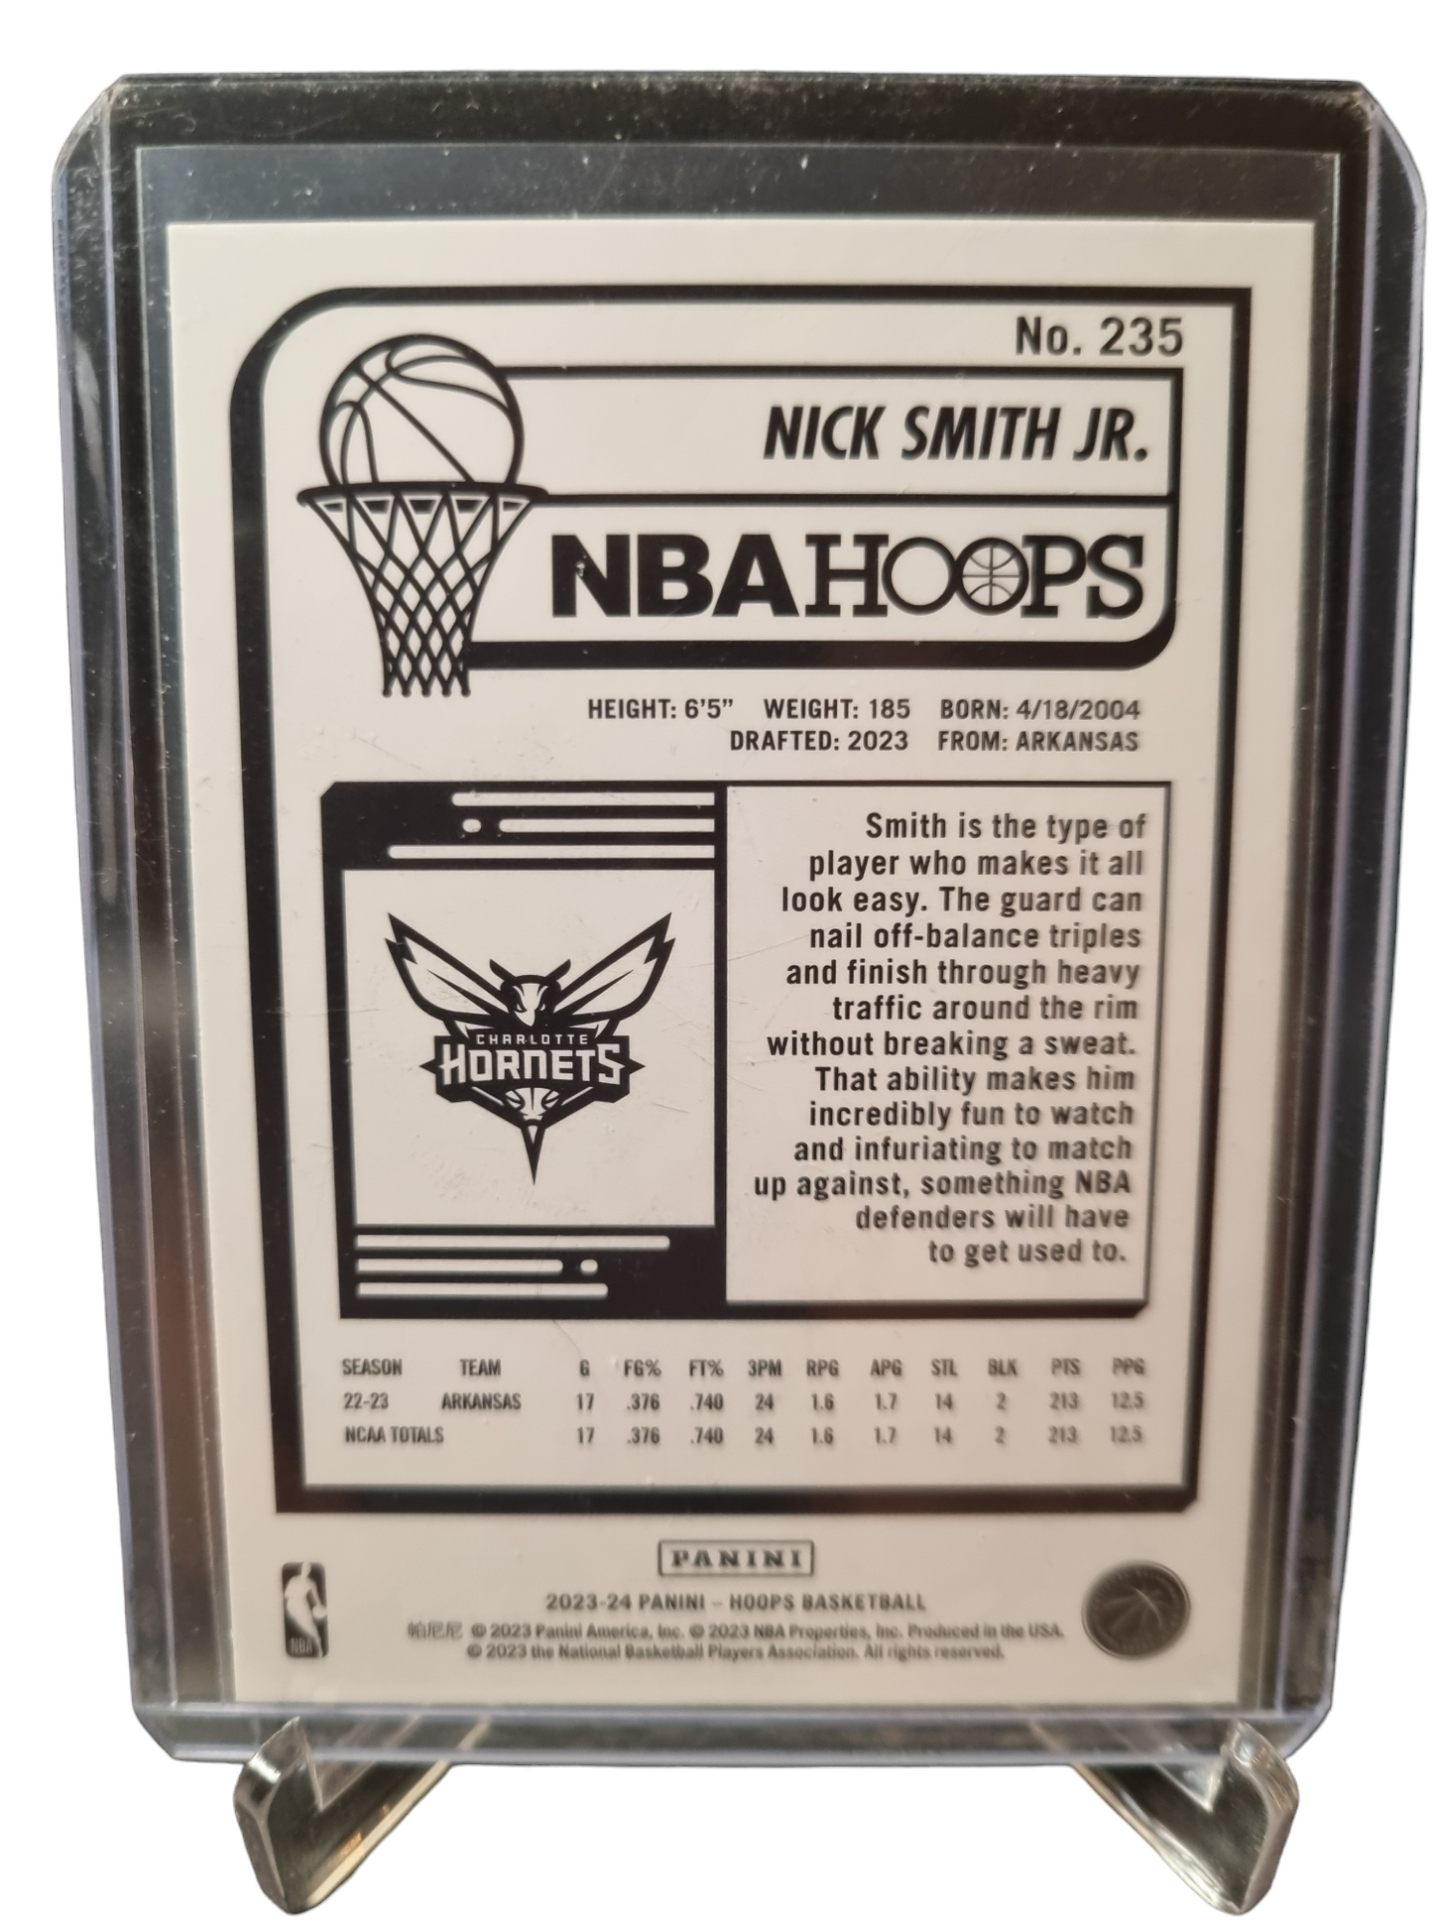 No. 235
NICK SMITH JR.
NBA HOOPS
HEIGHT: 6'5” WEIGHT: 185 BORN: 4/18/2004
DRAFTED: 2023 FROM: ARKANSAS
Smith is the type of
player who makes it all
look easy. The guard can
nail off-balance triples
and finish through heavy
traffic around the rim
without breaking a sweat.
That ability makes him
incredibly fun to watch
and infuriating to match
up against, something NBA
defenders will have
to get used to.
CHARLOTTE
HORNETS
SEASON TEAM G FG% FT% 3PM RPG APG STL BLK PTS PPG
22-23 ARKANSAS 17 .376 .740 24 1.6 1.7 14 2 213 12.5
NCAA TOTALS 17 .376 .740 24 1.6 1.7 14 2 213 12.5
PANINI
2023-24 PANINI – HOOPS BASKETBALL
帕尼尼 © 2023 Panini America, Inc. © 2023 NBA Properties, Inc. Produced in the USA.
© 2023 the National Basketball Players Association. All rights reserved.
NBA